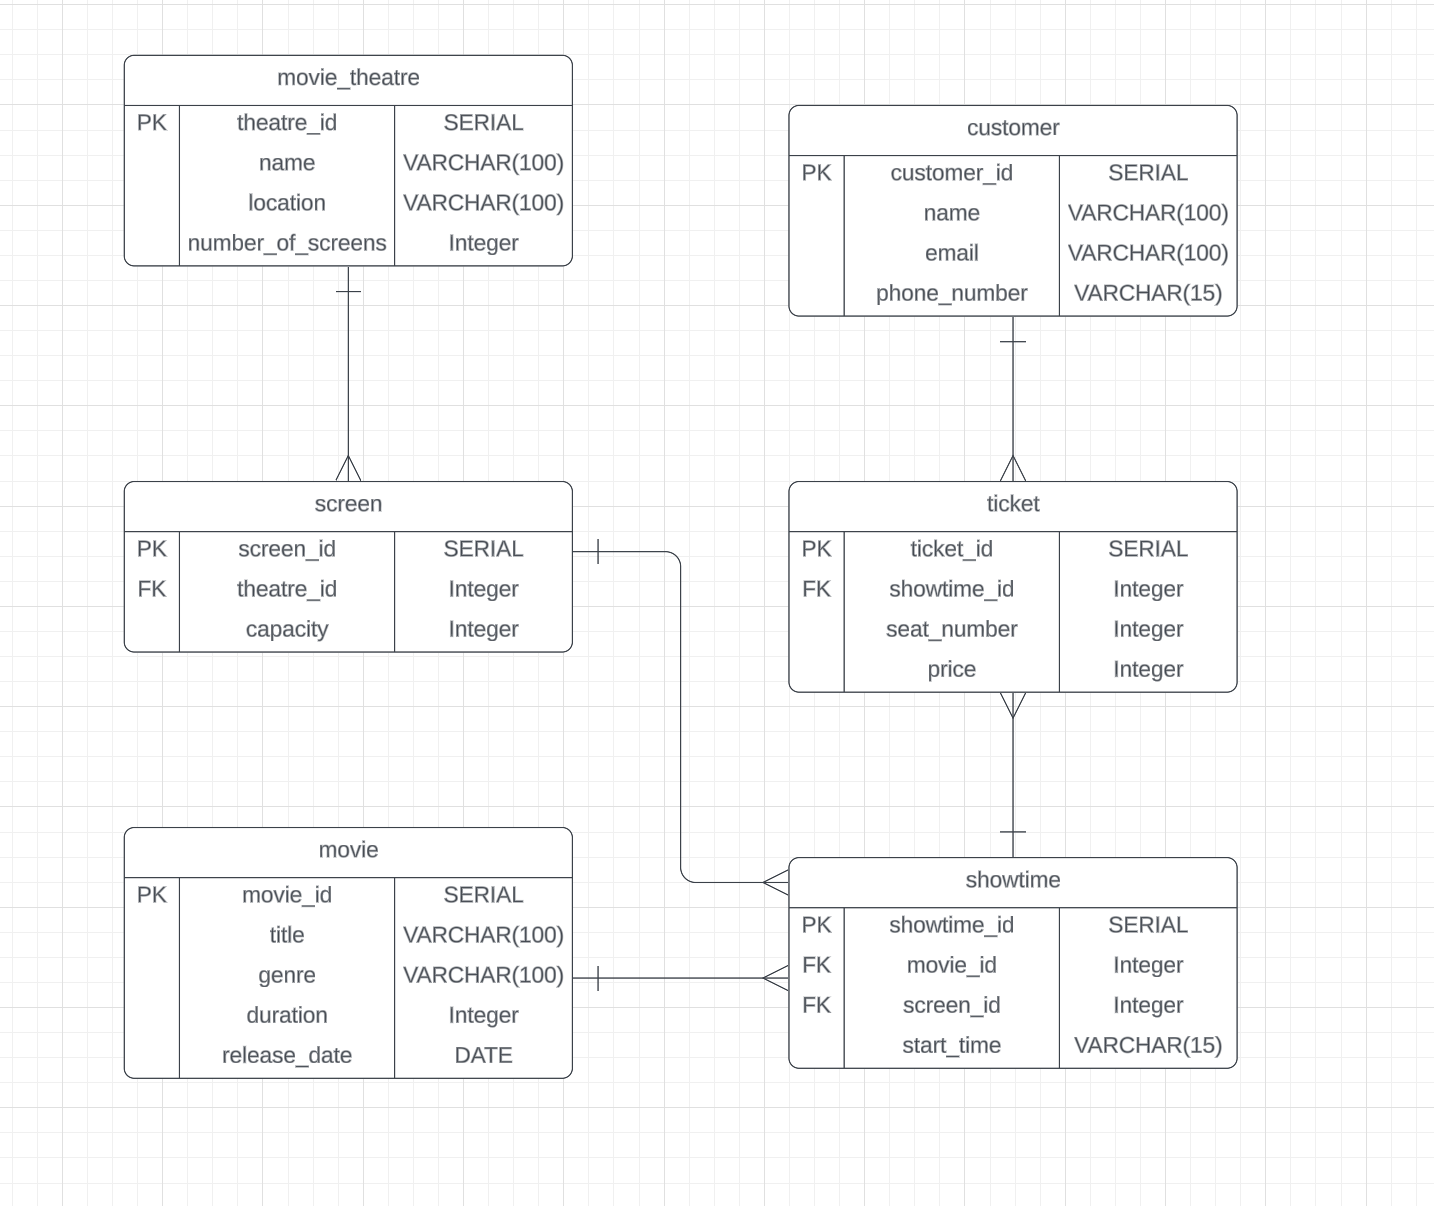 movie_theatre
PK theatre_id SERIAL
name VARCHAR(100)
location VARCHAR(100)
number_of_screens Integer
customer
PK customer_id SERIAL
name VARCHAR(100)
email VARCHAR(100)
phone_number VARCHAR(15)
screen
PK screen_id SERIAL
FK theatre_id Integer
capacity Integer
ticket
PK ticket_id SERIAL
FK showtime_id Integer
seat_number Integer
price Integer
movie
PK movie_id SERIAL
title VARCHAR(100)
genre VARCHAR(100)
duration Integer
release_date DATE
showtime
PK showtime_id SERIAL
FK movie_id Integer
FK screen_id Integer
start_time VARCHAR(15)